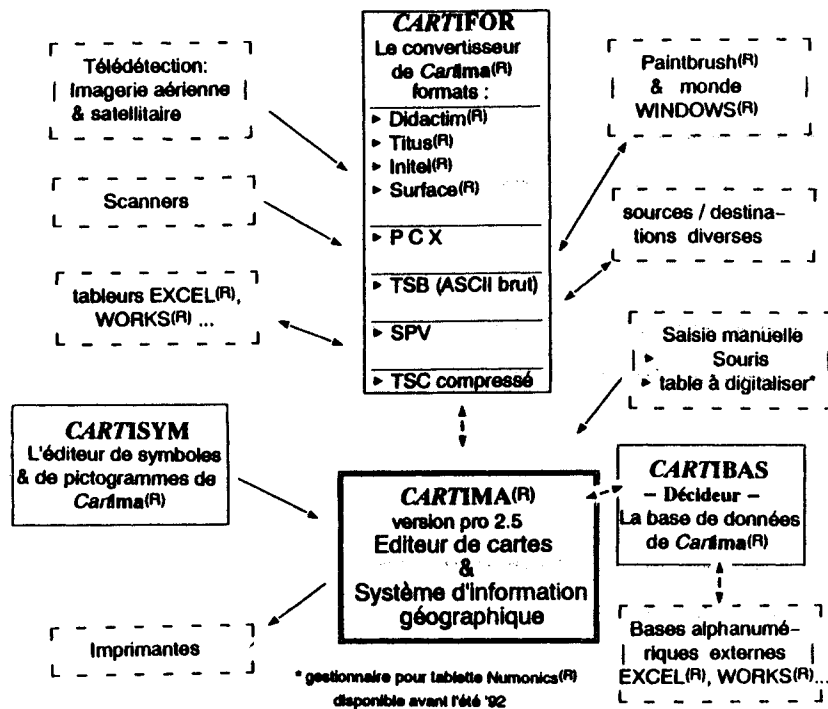 CARTIFOR
Le convertisseur
de Cartima(R)
formats :
▸ Didactim(R)
▸ Titus(R)
▸ Initel(R)
▸ Surface(R)
▸ P C X
▸ TSB (ASCII brut)
▸ SPV
▸ TSC compressé
Télédétection:
Imagerie aérienne
& satellitaire
Scanners
tableurs EXCEL(R),
WORKS(R) ...
Paintbrush(R)
& monde
WINDOWS(R)
sources / destina-
tions diverses
Saisie manuelle
▸ Souris
▸ table à digitaliser*
CARTISYM
L'éditeur de symboles
& de pictogrammes de
Cartima(R)
CARTIMA(R)
version pro 2.5
Editeur de cartes
&
Système d'information
géographique
CARTIBAS
– Décideur –
La base de données
de Cartima(R)
Imprimantes
Bases alphanumé-
riques externes
EXCEL(R), WORKS(R)...
* gestionnaire pour tablette Numonics(R)
disponible avant l'été '92